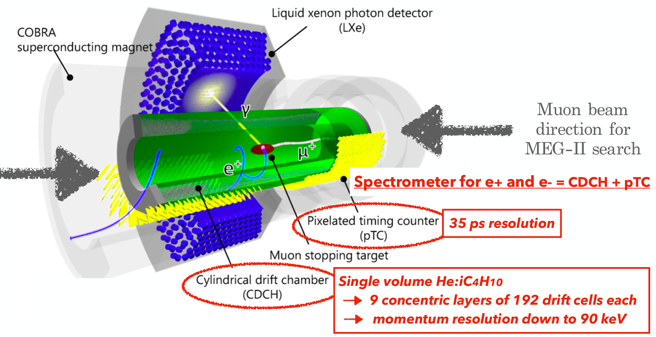 COBRA
superconducting magnet
Liquid xenon photon detector
(LXe)
γ
e+
μ+
Muon beam
direction for
MEG-II search
Spectrometer for e+ and e- = CDCH + pTC
Pixelated timing counter
(pTC)
35 ps resolution
Muon stopping target
Cylindrical drift chamber
(CDCH)
Single volume He:iC4H10
→ 9 concentric layers of 192 drift cells each
→ momentum resolution down to 90 keV